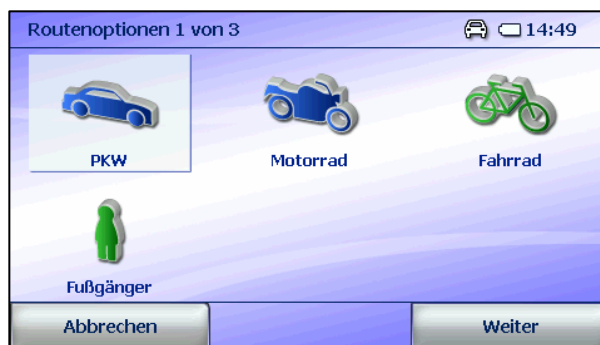 Routenoptionen 1 von 3
14:49
PKW
Motorrad
Fahrrad
Fußgänger
Abbrechen
Weiter